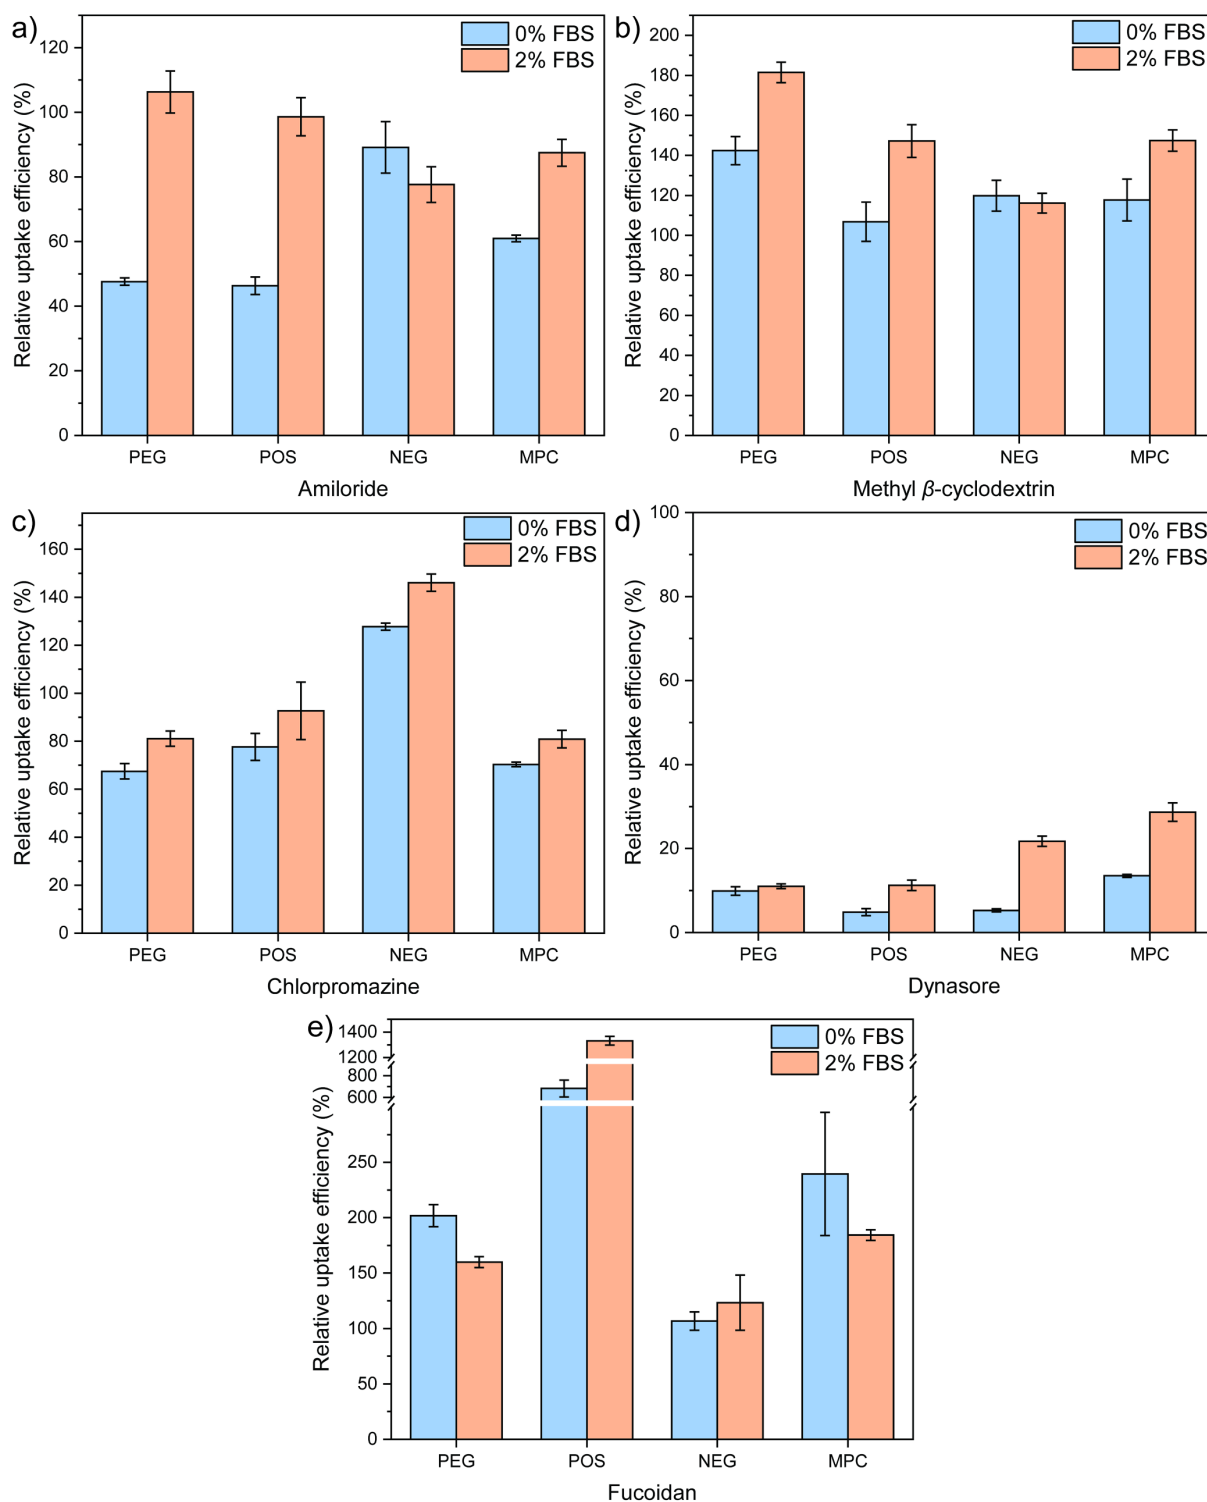 a)
0% FBS
2% FBS
Relative uptake efficiency (%)
120
100
80
60
40
20
0
PEG POS NEG MPC
Amiloride
b)
0% FBS
2% FBS
Relative uptake efficiency (%)
200
180
160
140
120
100
80
60
40
20
0
PEG POS NEG MPC
Methyl β-cyclodextrin
c)
0% FBS
2% FBS
Relative uptake efficiency (%)
160
140
120
100
80
60
40
20
0
PEG POS NEG MPC
Chlorpromazine
d)
0% FBS
2% FBS
Relative uptake efficiency (%)
100
80
60
40
20
0
PEG POS NEG MPC
Dynasore
e)
0% FBS
2% FBS
Relative uptake efficiency (%)
1400
1200
800
600
250
200
150
100
50
0
PEG POS NEG MPC
Fucoidan